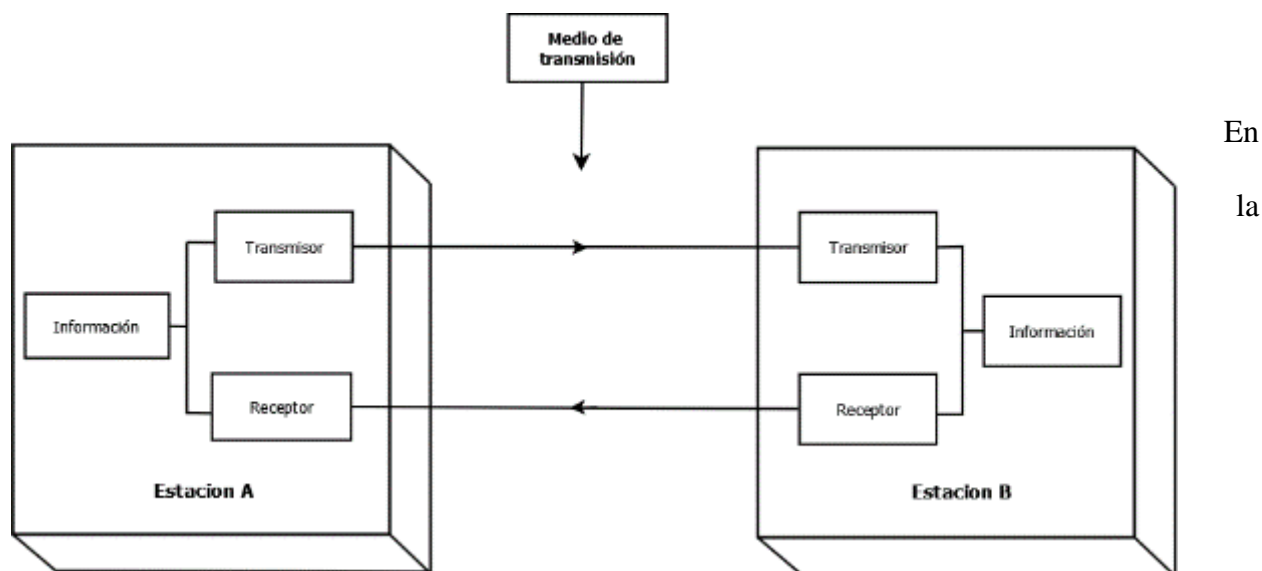 Medio de
transmisión
En
la
Transmisor
Transmisor
Información
Información
Receptor
Receptor
Estacion A
Estacion B